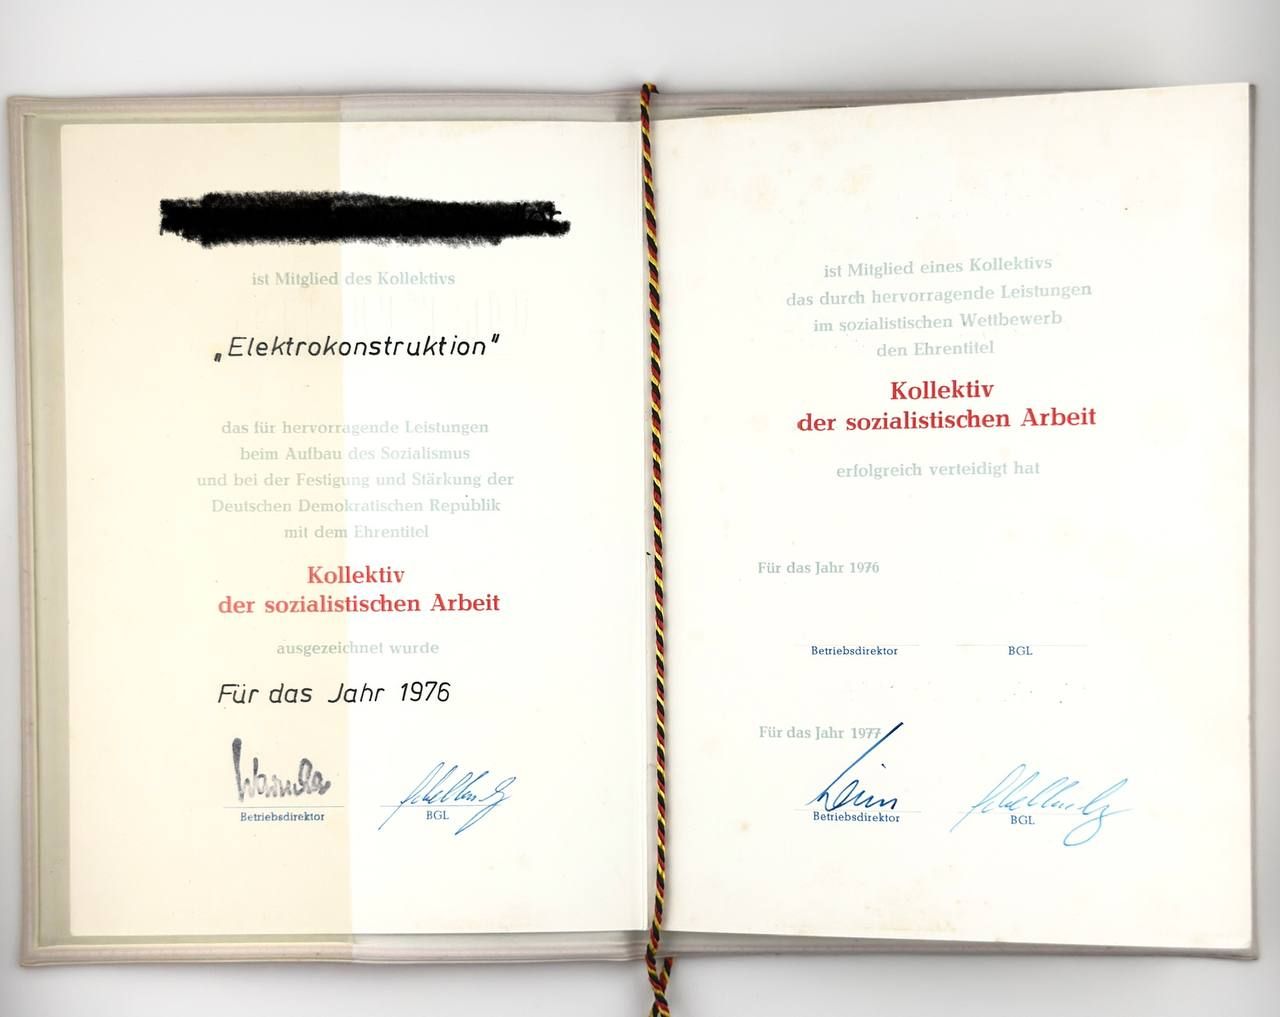 ist Mitglied des Kollektivs
„Elektrokonstruktion"
das für hervorragende Leistungen
beim Aufbau des Sozialismus
und bei der Festigung und Stärkung der
Deutschen Demokratischen Republik
mit dem Ehrentitel
Kollektiv
der sozialistischen Arbeit
ausgezeichnet wurde
Für das Jahr 1976
Betriebsdirektor
BGL
ist Mitglied eines Kollektivs
das durch hervorragende Leistungen
im sozialistischen Wettbewerb
den Ehrentitel
Kollektiv
der sozialistischen Arbeit
erfolgreich verteidigt hat
Für das Jahr 1976
Betriebsdirektor
BGL
Für das Jahr 1977
Betriebsdirektor
BGL